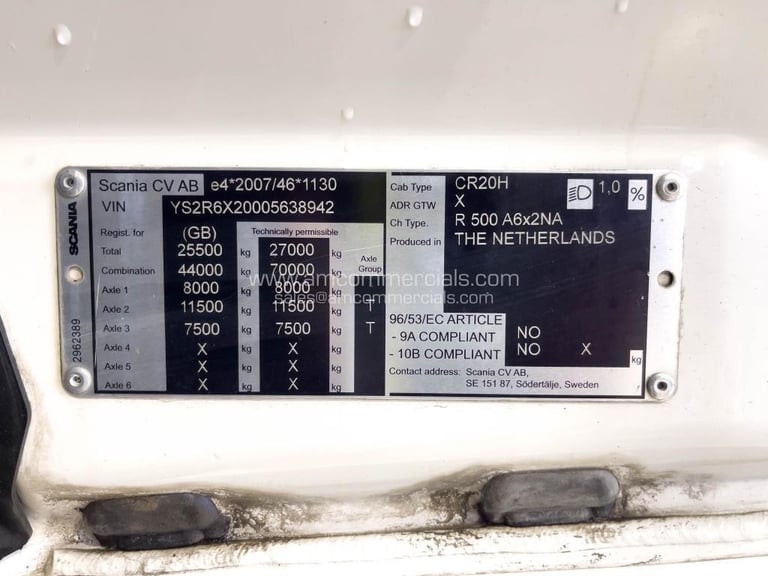 SCANIA
2962389
Scania CV AB e4*2007/46*1130
VIN YS2R6X20005638942
Regist. for (GB) Technically permissible
Total 25500 kg 27000 kg Axle Group
Combination 44000 kg 70000 kg
Axle 1 8000 kg 8000 kg
Axle 2 11500 kg 11500 kg T
Axle 3 7500 kg 7500 kg T
Axle 4 X kg X kg
Axle 5 X kg X kg
Axle 6 X kg X kg
Cab Type CR20H 1,0 %
ADR GTW X
Ch Type. R 500 A6x2NA
Produced in THE NETHERLANDS
96/53/EC ARTICLE
- 9A COMPLIANT NO
- 10B COMPLIANT NO X kg
Contact address: Scania CV AB,
SE 151 87, Södertälje, Sweden
www.amcommercials.com
sales@amcommercials.com